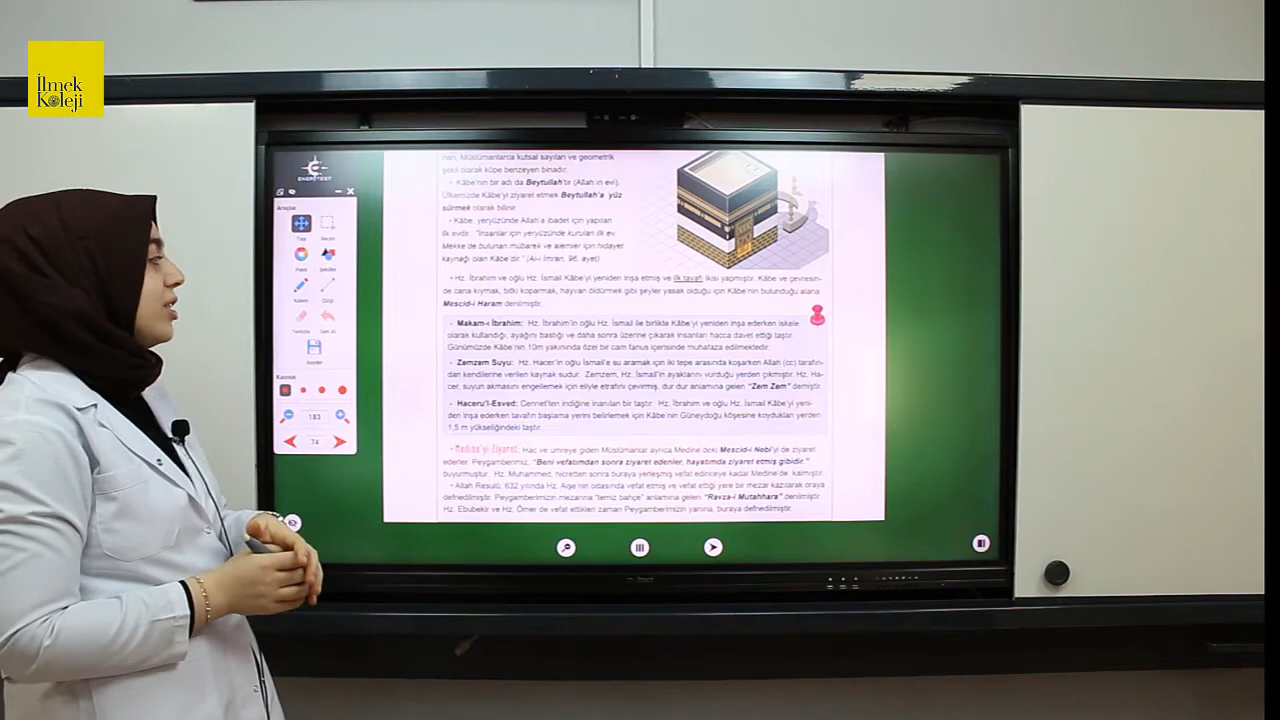 İlmek
Koleji
EKERİTEST
nan, Müslümanlarca kutsal sayılan ve geometrik
şekil olarak küpe benzeyen binadır.
• Kâbe'nin bir adı da Beytullah'tır (Allah'ın evi).
Ülkemizde Kâbe'yi ziyaret etmek Beytullah'a yüz
sürmek olarak bilinir.
• Kâbe, yeryüzünde Allah'a ibadet için yapılan
ilk evdir. "İnsanlar için yeryüzünde kurulan ilk ev,
Mekke'de bulunan mübarek ve alemler için hidayet
kaynağı olan Kâbe'dir." (Al-i İmran, 96. ayet)
• Hz. İbrahim ve oğlu Hz. İsmail Kâbe'yi yeniden inşa etmiş ve ilk tavafı ikisi yapmıştır. Kâbe ve çevresin-
de cana kıymak, bitki koparmak, hayvan öldürmek gibi şeyler yasak olduğu için Kâbe'nin bulunduğu alana
Mescid-i Haram denilmiştir.
- Makam-ı İbrahim: Hz. İbrahim'in oğlu Hz. İsmail ile birlikte Kâbe'yi yeniden inşa ederken iskele
olarak kullandığı, ayağını bastığı ve daha sonra üzerine çıkarak insanları hacca davet ettiği taştır.
Günümüzde Kâbe'nin 10m yakınında özel bir cam fanus içerisinde muhafaza edilmektedir.
- Zemzem Suyu: Hz. Hacer'in oğlu İsmail'e su aramak için iki tepe arasında koşarken Allah (cc) tarafın-
dan kendilerine verilen kaynak sudur. Zemzem, Hz. İsmail'in ayaklarını vurduğu yerden çıkmıştır. Hz. Ha-
cer, suyun akmasını engellemek için eliyle etrafını çevirmiş, dur dur anlamına gelen "Zem Zem" demiştir.
- Haceru'l-Esved: Cennet'ten indiğine inanılan bir taştır. Hz. İbrahim ve oğlu Hz. İsmail Kâbe'yi yeni-
den inşa ederken tavafın başlama yerini belirlemek için Kâbe'nin Güneydoğu köşesine koydukları yerden
1,5 m yüksekliğindeki taştır.
• Medine'yi Ziyaret: Hac ve umreye giden Müslümanlar ayrıca Medine'deki Mescid-i Nebi'yi de ziyaret
ederler. Peygamberimiz, "Beni vefatımdan sonra ziyaret edenler, hayatımda ziyaret etmiş gibidir."
buyurmuştur. Hz. Muhammed, hicretten sonra buraya yerleşmiş vefat edinceye kadar Medine'de kalmıştır.
• Allah Resulü, 632 yılında Hz. Aişe'nin odasında vefat etmiş ve vefat ettiği yere bir mezar kazılarak oraya
defnedilmiştir. Peygamberimizin mezarına "temiz bahçe" anlamına gelen "Ravza-i Mutahhara" denilmiştir.
Hz. Ebubekir ve Hz. Ömer de vefat ettikleri zaman Peygamberimizin yanına, buraya defnedilmiştir.
Araçlar
Taşı
Seçim
Palet
Şekiller
Kalem
Çizgi
Temizle
Geri Al
Kaydet
Kalınlık
183
74